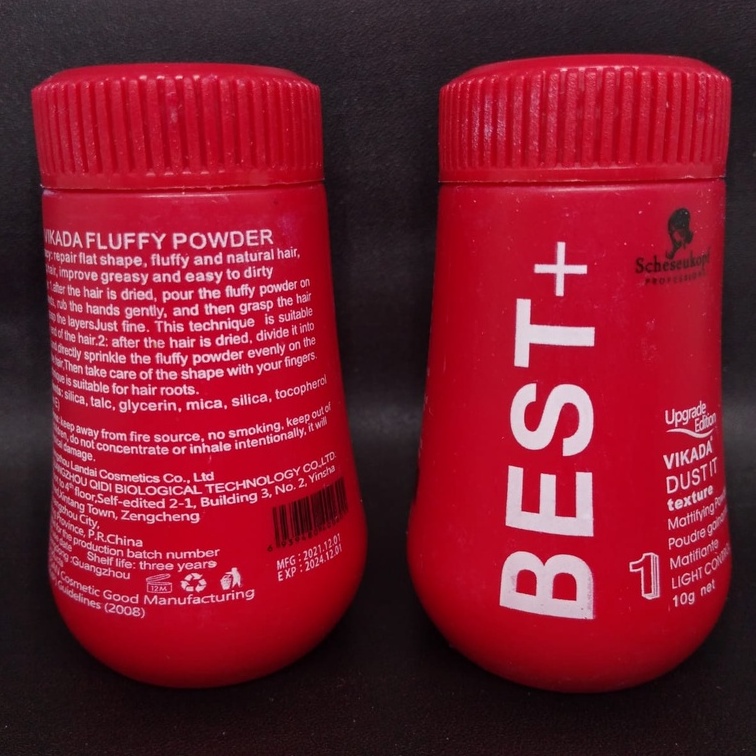 VIKADA FLUFFY POWDER
repair flat shape, fluffy and natural hair,
hair, improve greasy and easy to dirty
1 after the hair is dried, pour the fluffy powder on
rub the hands gently, and then grasp the hair
the layersJust fine. This technique is suitable
of the hair.2: after the hair is dried, divide it into
directly sprinkle the fluffy powder evenly on the
hair,Then take care of the shape with your fingers.
is suitable for hair roots.
silica, talc, glycerin, mica, silica, tocopherol
keep away from fire source, no smoking, keep out of
do not concentrate or inhale intentionally, it will
damage.
Landai Cosmetics Co., Ltd
QIDI BIOLOGICAL TECHNOLOGY CO.,LTD.
4th floor,Self-edited 2-1, Building 3, No. 2, Yinsha
Xintang Town, Zengcheng
City,
Province, P.R.China
for the production batch number
date Shelf life: three years
:Guangzhou
12M
Cosmetic Good Manufacturing
Guidelines (2008)
MFG : 2021.12.01
EXP : 2024.12.01
BEST+
Scheseukopf
PROFESSIONAL
Upgrade
Edition
VIKADA
DUST IT
texture
Mattifying
Poudre
Matifiante
1
LIGHT
10g net